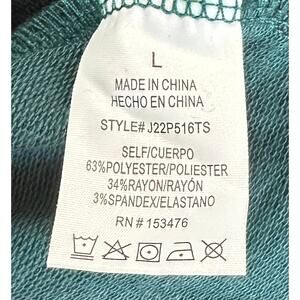 L
MADE IN CHINA
HECHO EN CHINA
STYLE# J22P516TS
SELF/CUERPO
63%POLYESTER/POLIESTER
34%RAYON/RAYÓN
3%SPANDEX/ELASTANO
RN# 153476